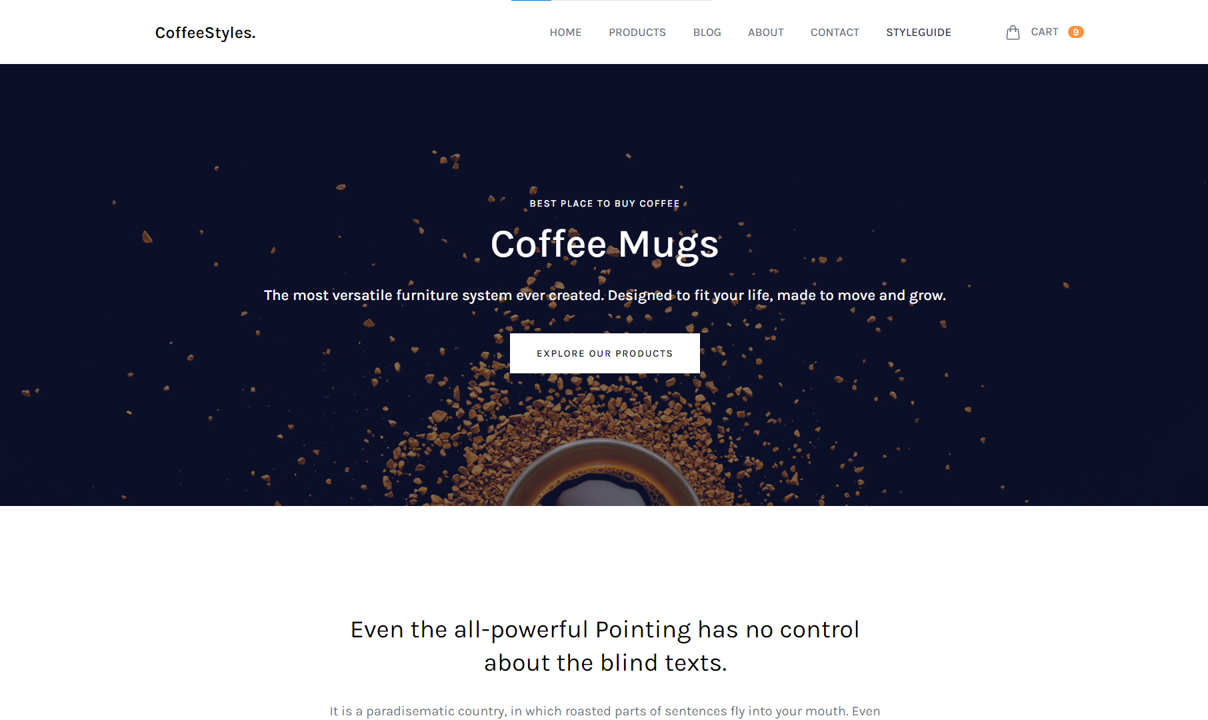 CoffeeStyles.
HOME PRODUCTS BLOG ABOUT CONTACT STYLEGUIDE CART 9
BEST PLACE TO BUY COFFEE
Coffee Mugs
The most versatile furniture system ever created. Designed to fit your life, made to move and grow.
EXPLORE OUR PRODUCTS
Even the all-powerful Pointing has no control
about the blind texts.
It is a paradisematic country, in which roasted parts of sentences fly into your mouth. Even